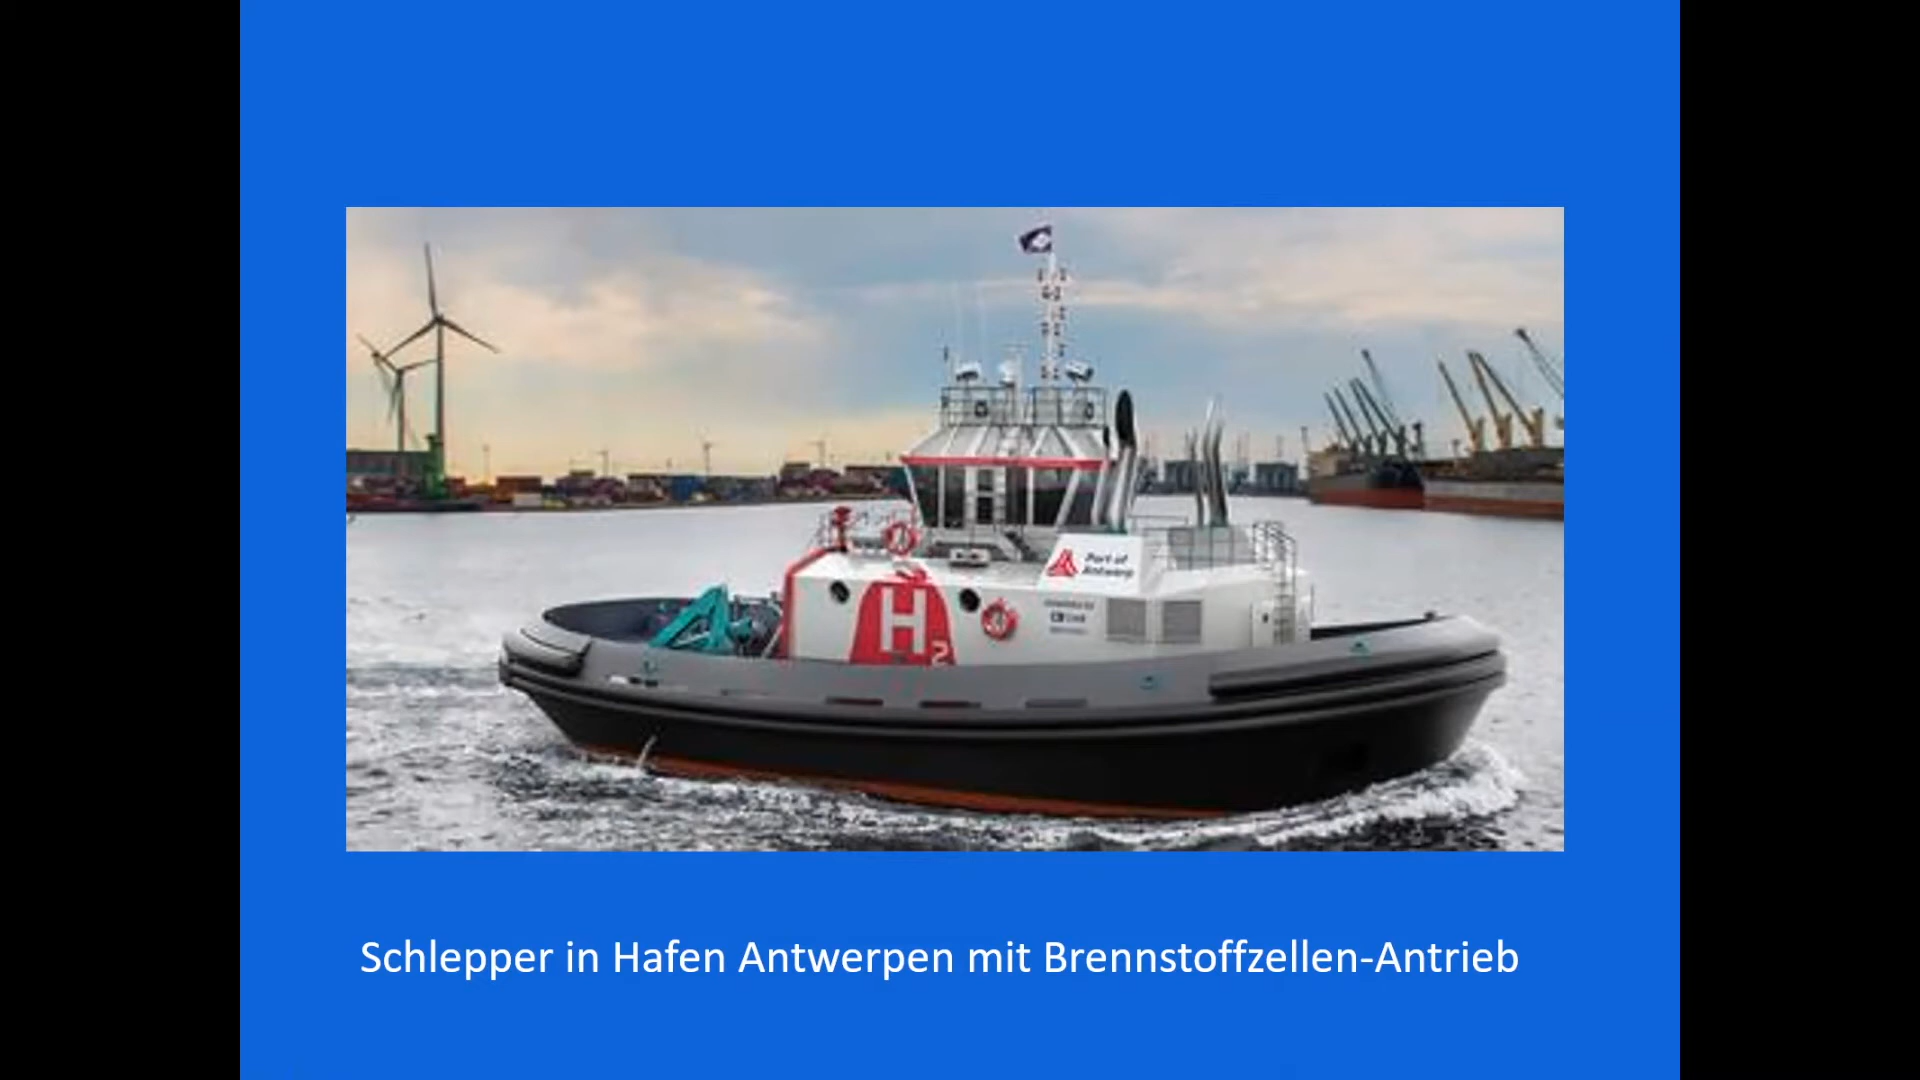 Port of
Antwerp
H2
Schlepper in Hafen Antwerpen mit Brennstoffzellen-Antrieb